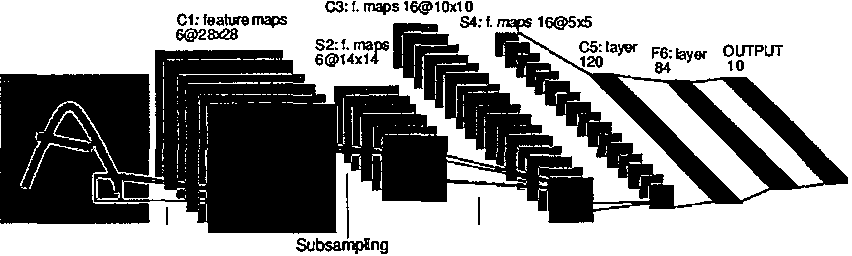 C1: feature maps
6@28x28
S2: f. maps
6@14x14
C3: f. maps 16@10x10
S4: f. maps 16@5x5
C5: layer
120
F6: layer
84
OUTPUT
10
A
Subsampling